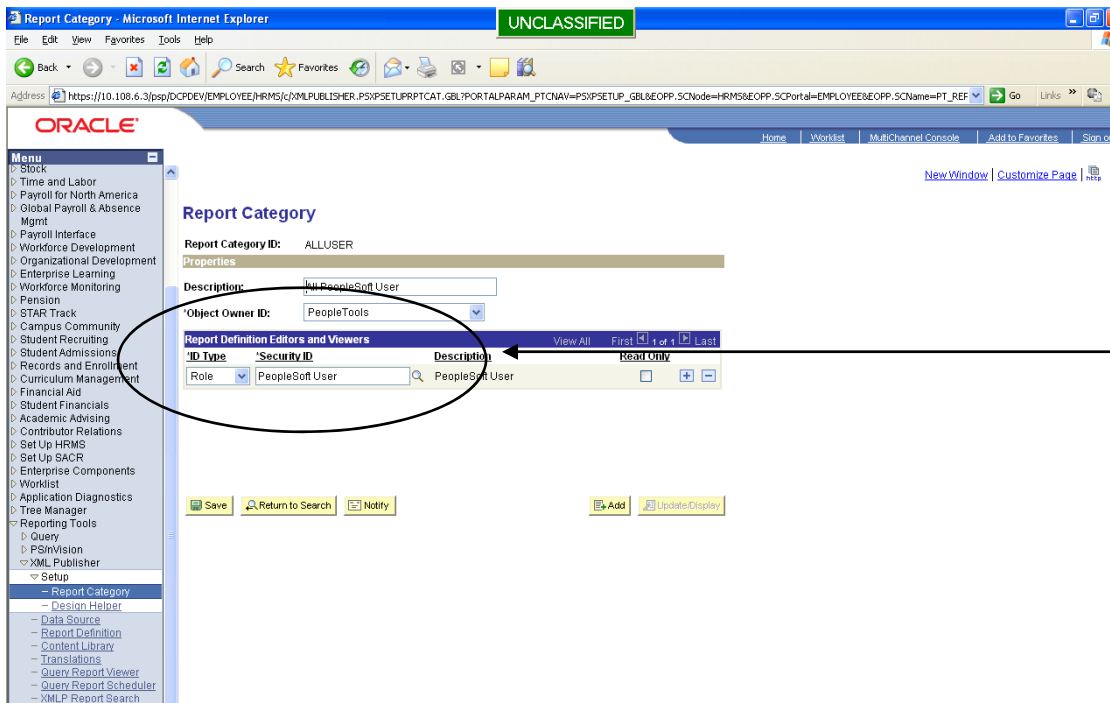 Report Category - Microsoft Internet Explorer
UNCLASSIFIED
File Edit View Favorites Tools Help
Back Search Favorites
Address https://10.108.6.3/psp/DCPDEV/EMPLOYEE/HRMS/c/XMLPUBLISHER.PSXPSETUPRPTCAT.GBL?PORTALPARAM_PTCNAV=PSXPSETUP_GBL&EOPP.SCNode=HRMS&EOPP.SCPortal=EMPLOYEE&EOPP.SCName=PT_REF Go Links »
ORACLE
Home Worklist MultiChannel Console Add to Favorites Sign o
New Window | Customize Page | http
Menu
Stock
Time and Labor
Payroll for North America
Global Payroll & Absence
Mgmt
Payroll Interface
Workforce Development
Organizational Development
Enterprise Learning
Workforce Monitoring
Pension
STAR Track
Campus Community
Student Recruiting
Student Admissions
Records and Enrollment
Curriculum Management
Financial Aid
Student Financials
Academic Advising
Contributor Relations
Set Up HRMS
Set Up SACR
Enterprise Components
Worklist
Application Diagnostics
Tree Manager
Reporting Tools
Query
PS/nVision
XML Publisher
Setup
– Report Category
– Design Helper
– Data Source
– Report Definition
– Content Library
– Translations
– Query Report Viewer
– Query Report Scheduler
– XMLP Report Search
Report Category
Report Category ID: ALLUSER
Properties
Description: All PeopleSoft User
*Object Owner ID: PeopleTools
Report Definition Editors and Viewers View All First 1 of 1 Last
*ID Type *Security ID Description Read Only
Role PeopleSoft User PeopleSoft User
Save Return to Search Notify Add Update/Display